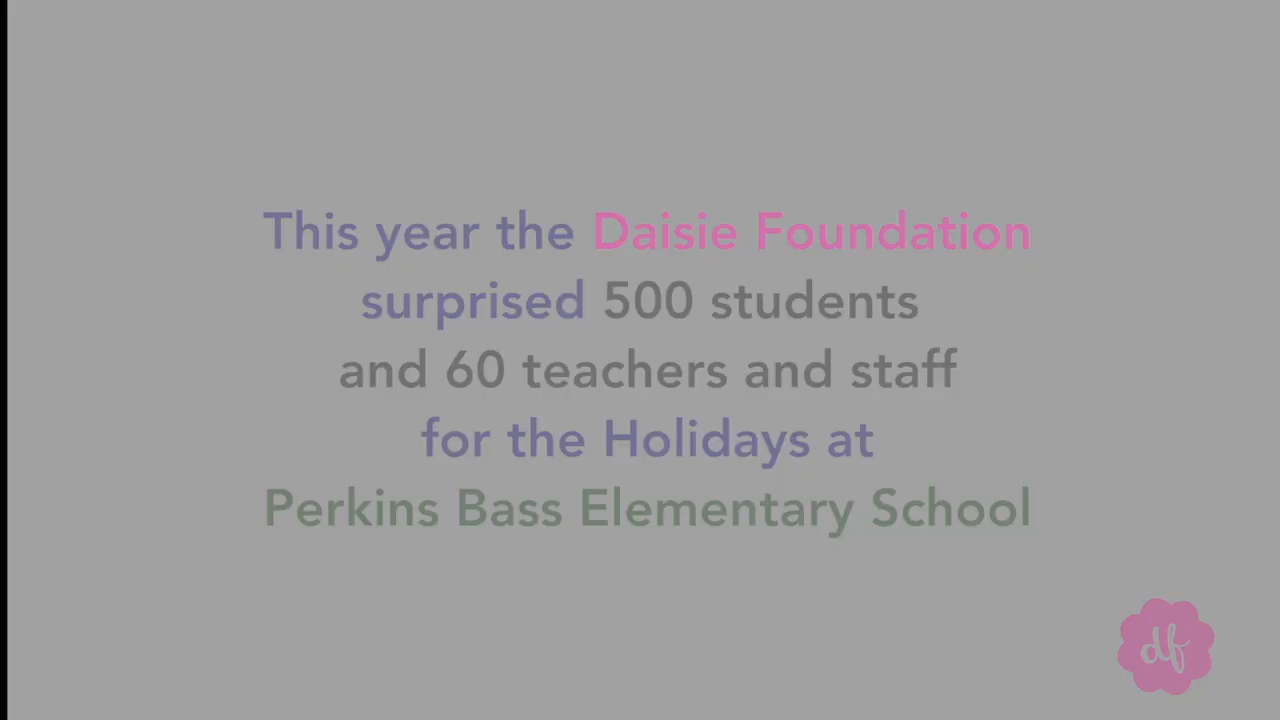 This year the Daisie Foundation
surprised 500 students
and 60 teachers and staff
for the Holidays at
Perkins Bass Elementary School
df